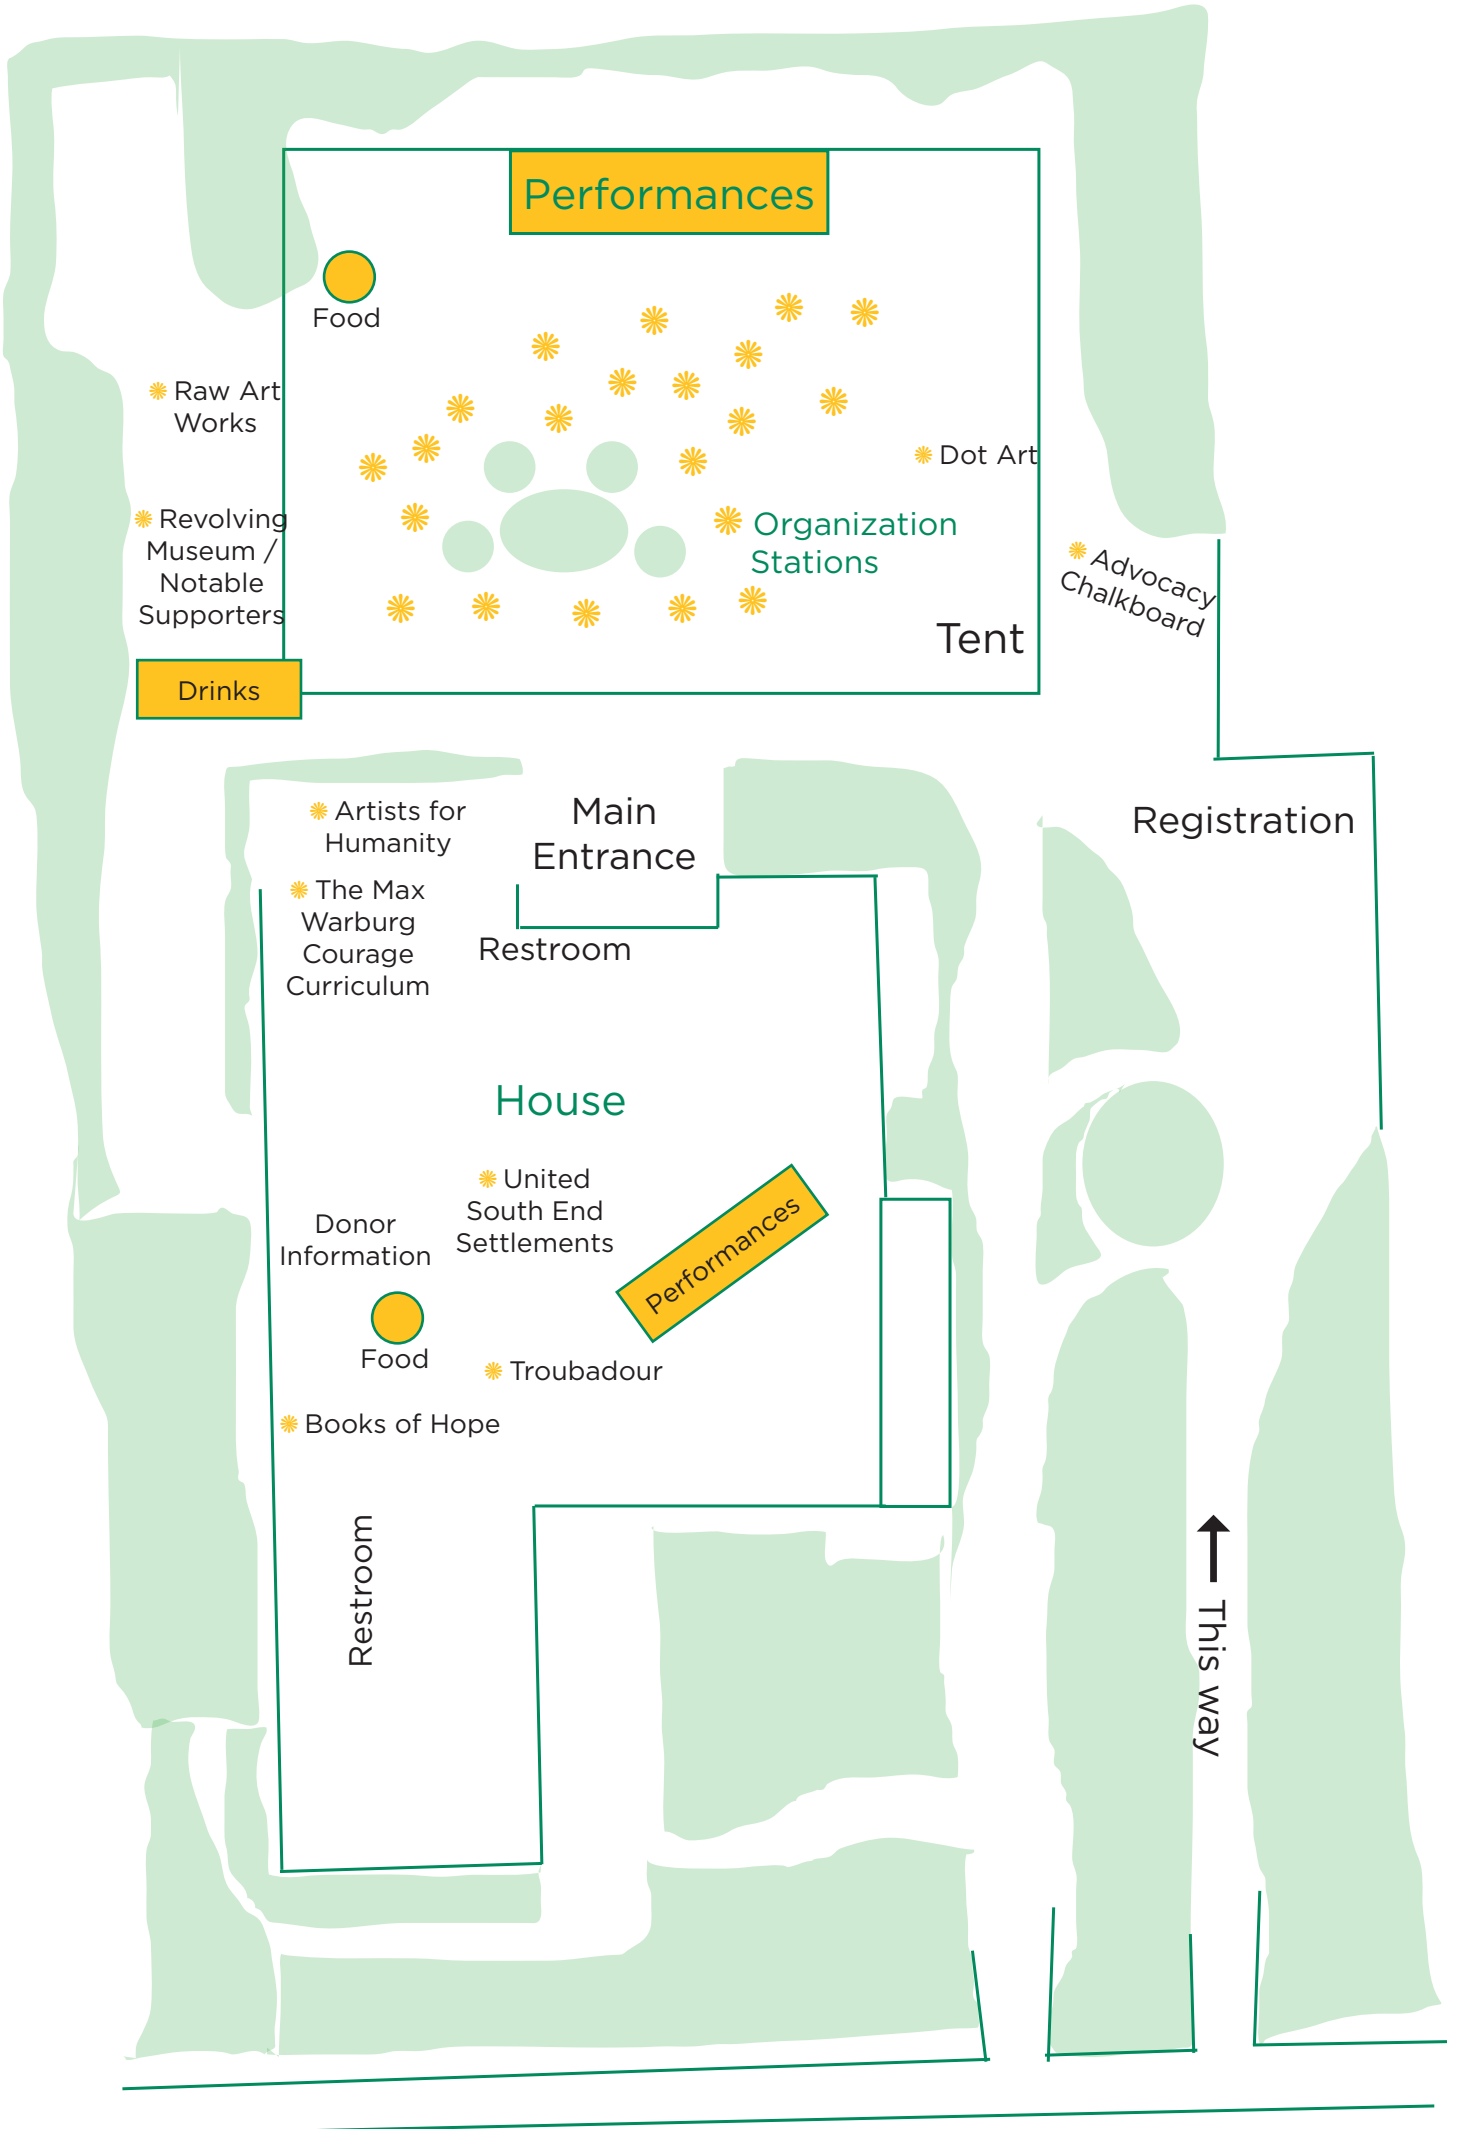 Performances
Food
Raw Art
Works
Dot Art
Revolving
Museum /
Notable
Supporters
Organization
Stations
Advocacy
Chalkboard
Tent
Drinks
Artists for
Humanity
Main
Entrance
Registration
The Max
Warburg
Courage
Curriculum
Restroom
House
United
South End
Settlements
Donor
Information
Performances
Food
Troubadour
Books of Hope
Restroom
This way